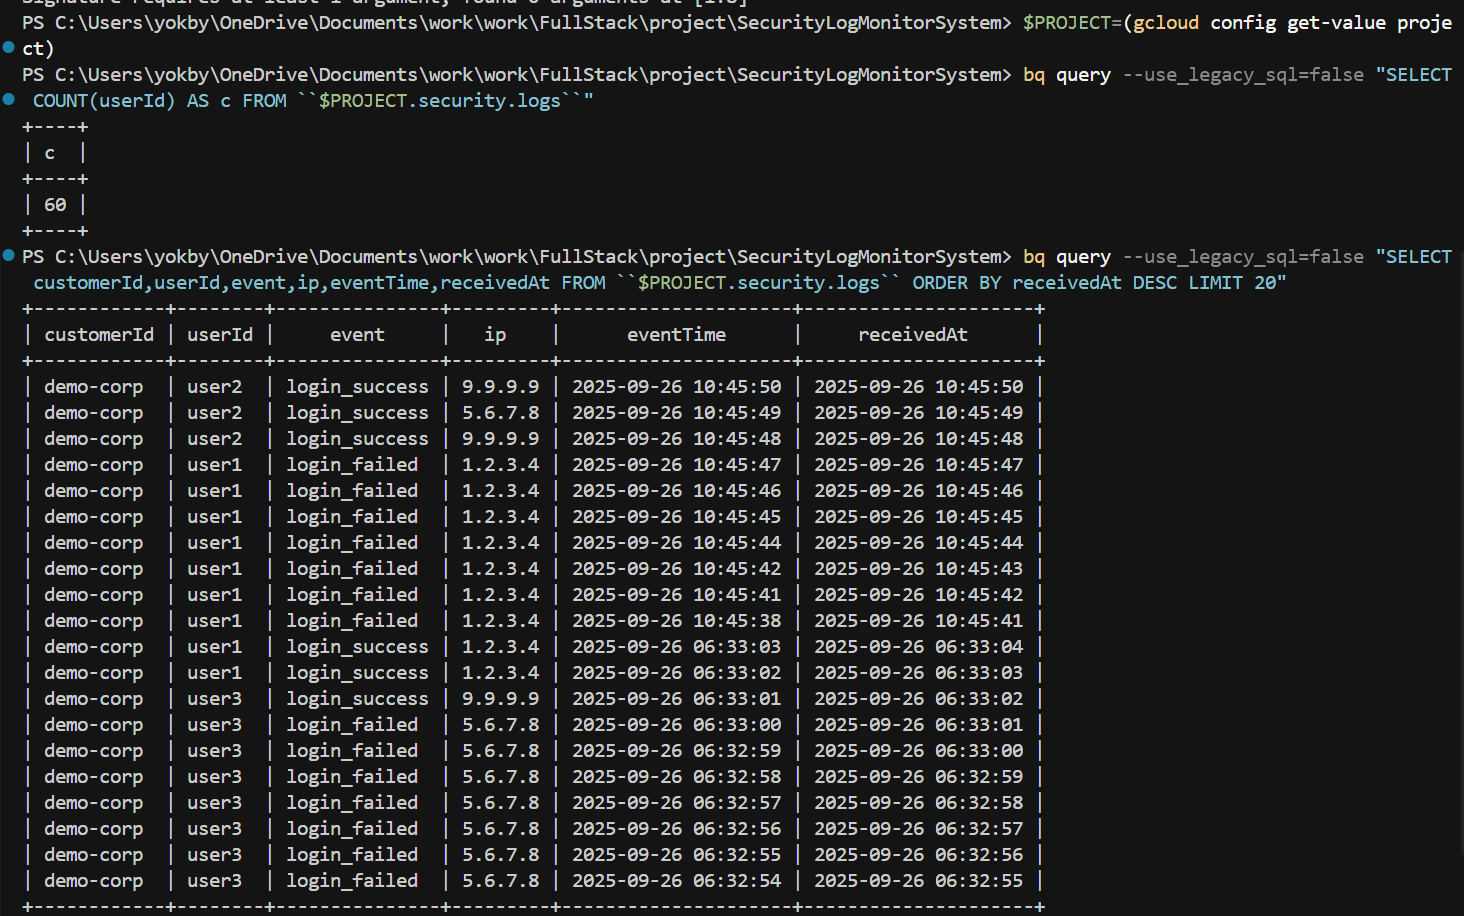 PS C:\Users\yokby\OneDrive\Documents\work\work\FullStack\project\SecurityLogMonitorSystem> $PROJECT=(gcloud config get-value proje
ct)
PS C:\Users\yokby\OneDrive\Documents\work\work\FullStack\project\SecurityLogMonitorSystem> bq query --use_legacy_sql=false "SELECT
 COUNT(userId) AS c FROM ``$PROJECT.security.logs``"
+----+
| c  |
+----+
| 60 |
+----+
PS C:\Users\yokby\OneDrive\Documents\work\work\FullStack\project\SecurityLogMonitorSystem> bq query --use_legacy_sql=false "SELECT
 customerId,userId,event,ip,eventTime,receivedAt FROM ``$PROJECT.security.logs`` ORDER BY receivedAt DESC LIMIT 20"
+------------+--------+---------------+---------+---------------------+---------------------+
| customerId | userId |     event     |   ip    |      eventTime      |     receivedAt      |
+------------+--------+---------------+---------+---------------------+---------------------+
| demo-corp  | user2  | login_success | 9.9.9.9 | 2025-09-26 10:45:50 | 2025-09-26 10:45:50 |
| demo-corp  | user2  | login_success | 5.6.7.8 | 2025-09-26 10:45:49 | 2025-09-26 10:45:49 |
| demo-corp  | user2  | login_success | 9.9.9.9 | 2025-09-26 10:45:48 | 2025-09-26 10:45:48 |
| demo-corp  | user1  | login_failed  | 1.2.3.4 | 2025-09-26 10:45:47 | 2025-09-26 10:45:47 |
| demo-corp  | user1  | login_failed  | 1.2.3.4 | 2025-09-26 10:45:46 | 2025-09-26 10:45:46 |
| demo-corp  | user1  | login_failed  | 1.2.3.4 | 2025-09-26 10:45:45 | 2025-09-26 10:45:45 |
| demo-corp  | user1  | login_failed  | 1.2.3.4 | 2025-09-26 10:45:44 | 2025-09-26 10:45:44 |
| demo-corp  | user1  | login_failed  | 1.2.3.4 | 2025-09-26 10:45:42 | 2025-09-26 10:45:43 |
| demo-corp  | user1  | login_failed  | 1.2.3.4 | 2025-09-26 10:45:41 | 2025-09-26 10:45:42 |
| demo-corp  | user1  | login_failed  | 1.2.3.4 | 2025-09-26 10:45:38 | 2025-09-26 10:45:41 |
| demo-corp  | user1  | login_success | 1.2.3.4 | 2025-09-26 06:33:03 | 2025-09-26 06:33:04 |
| demo-corp  | user1  | login_success | 1.2.3.4 | 2025-09-26 06:33:02 | 2025-09-26 06:33:03 |
| demo-corp  | user3  | login_success | 9.9.9.9 | 2025-09-26 06:33:01 | 2025-09-26 06:33:02 |
| demo-corp  | user3  | login_failed  | 5.6.7.8 | 2025-09-26 06:33:00 | 2025-09-26 06:33:01 |
| demo-corp  | user3  | login_failed  | 5.6.7.8 | 2025-09-26 06:32:59 | 2025-09-26 06:33:00 |
| demo-corp  | user3  | login_failed  | 5.6.7.8 | 2025-09-26 06:32:58 | 2025-09-26 06:32:59 |
| demo-corp  | user3  | login_failed  | 5.6.7.8 | 2025-09-26 06:32:57 | 2025-09-26 06:32:58 |
| demo-corp  | user3  | login_failed  | 5.6.7.8 | 2025-09-26 06:32:56 | 2025-09-26 06:32:57 |
| demo-corp  | user3  | login_failed  | 5.6.7.8 | 2025-09-26 06:32:55 | 2025-09-26 06:32:56 |
| demo-corp  | user3  | login_failed  | 5.6.7.8 | 2025-09-26 06:32:54 | 2025-09-26 06:32:55 |
+------------+--------+---------------+---------+---------------------+---------------------+